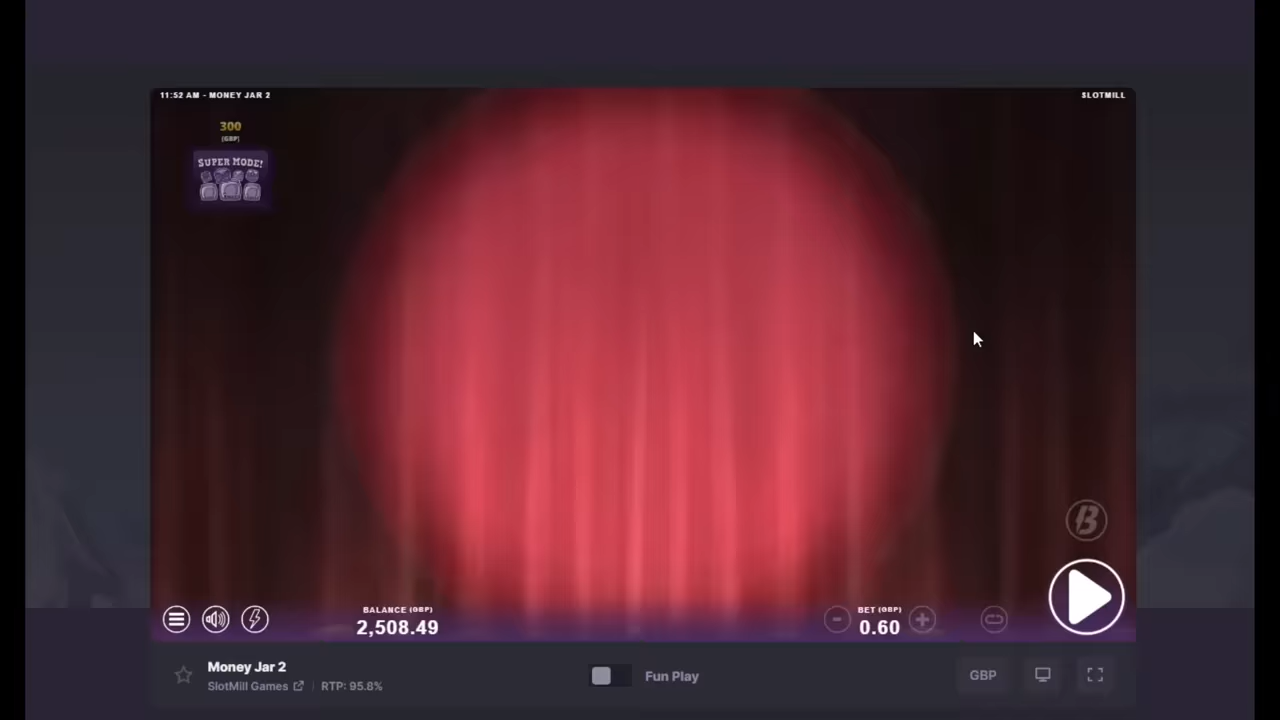 11:52 AM - MONEY JAR 2
SLOTMILL
300
(GBP)
SUPER MODE!
BALANCE (GBP)
2,508.49
BET (GBP)
0.60
Money Jar 2
SlotMill Games
RTP: 95.8%
Fun Play
GBP